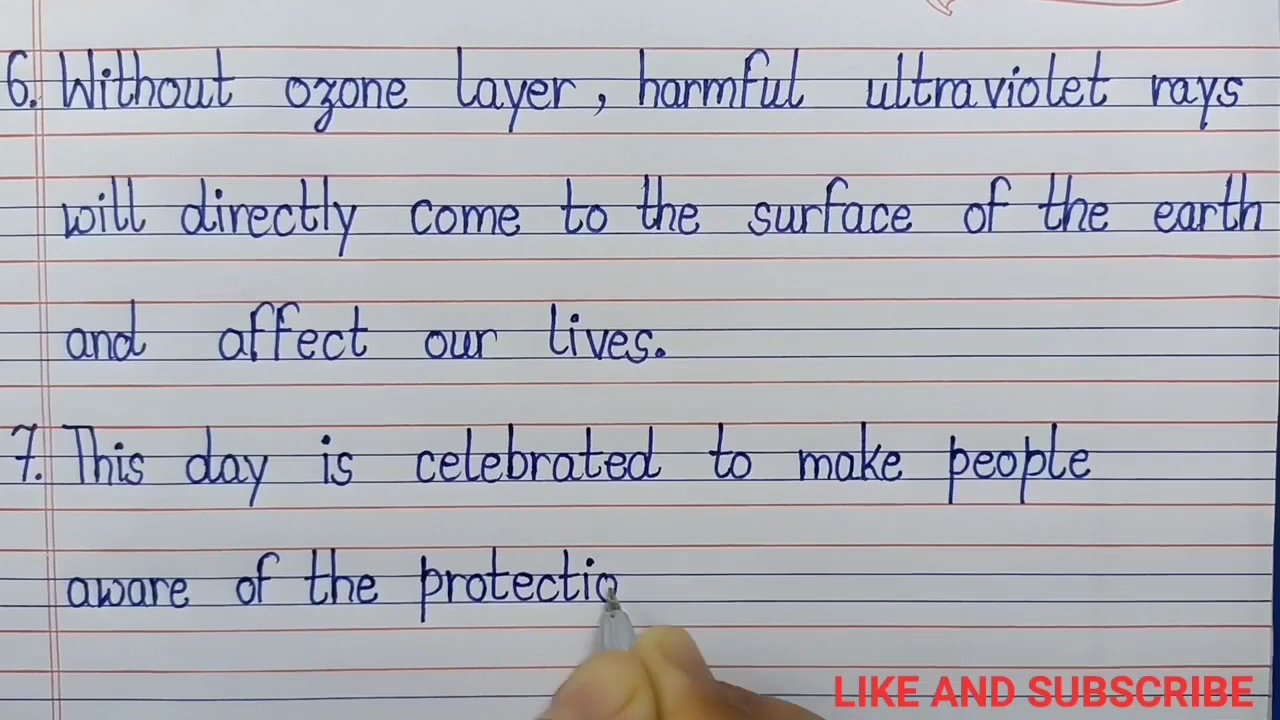 6. Without ozone layer, harmful ultraviolet rays
will directly come to the surface of the earth
and affect our lives.
7. This day is celebrated to make people
aware of the protectio
LIKE AND SUBSCRIBE